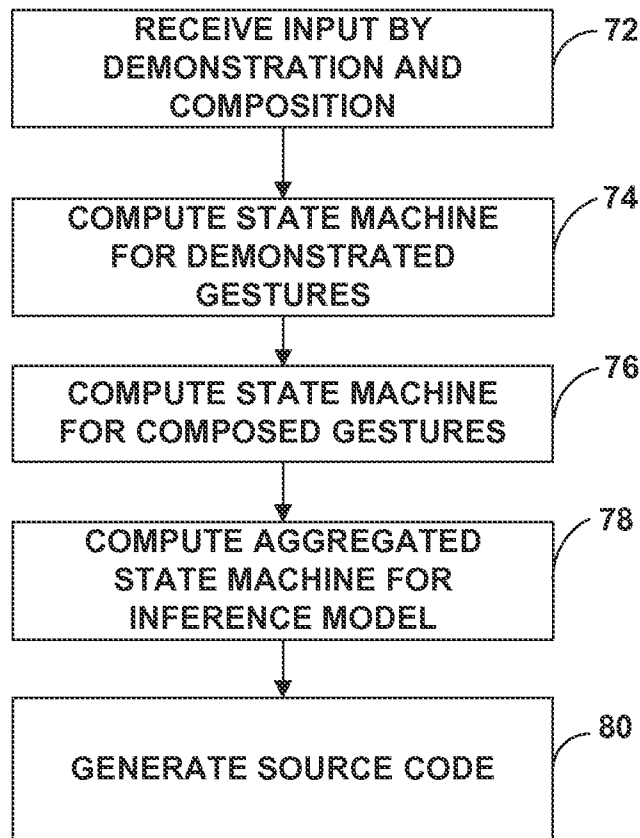 RECEIVE INPUT BY
DEMONSTRATION AND
COMPOSITION
72
COMPUTE STATE MACHINE
FOR DEMONSTRATED
GESTURES
74
COMPUTE STATE MACHINE
FOR COMPOSED GESTURES
76
COMPUTE AGGREGATED
STATE MACHINE FOR
INFERENCE MODEL
78
GENERATE SOURCE CODE
80